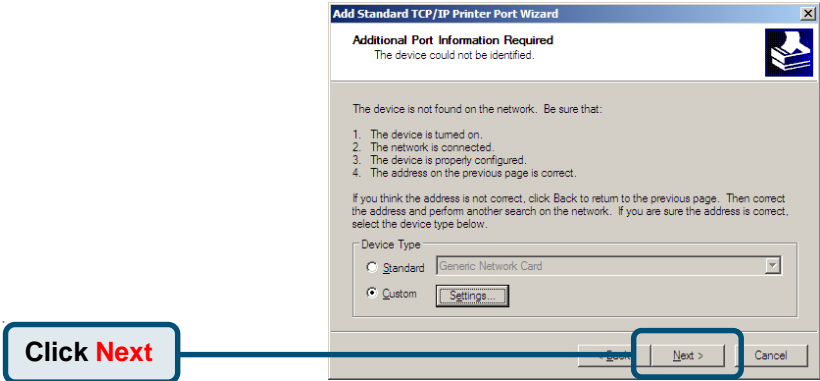 Add Standard TCP/IP Printer Port Wizard
Additional Port Information Required
The device could not be identified.
The device is not found on the network.  Be sure that:
1.  The device is turned on.
2.  The network is connected.
3.  The device is properly configured.
4.  The address on the previous page is correct.
If you think the address is not correct, click Back to return to the previous page.  Then correct
the address and perform another search on the network.  If you are sure the address is correct,
select the device type below.
Device Type
Standard Generic Network Card
Custom Settings...
Click Next
< Back Next > Cancel